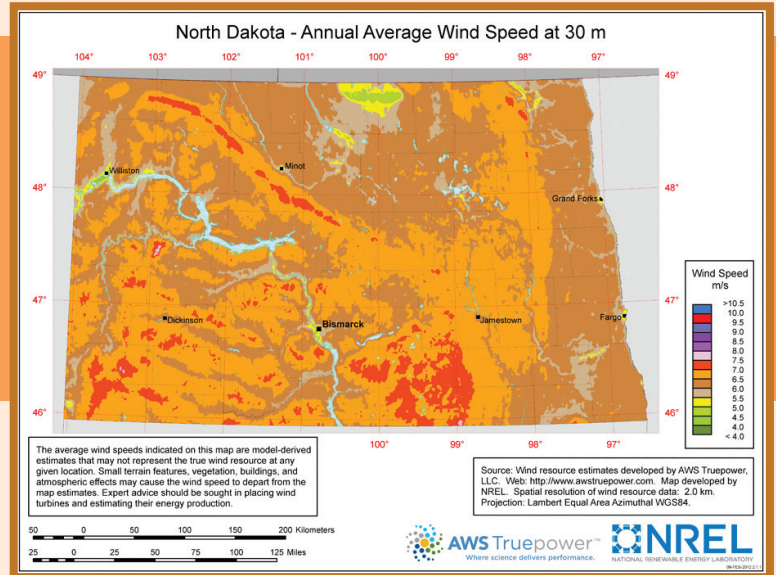 North Dakota - Annual Average Wind Speed at 30 m
104° 103° 102° 101° 100° 99° 98° 97°
49° 49°
Williston
Minot
48° 48°
Grand Forks
47° 47°
Dickinson
Bismarck
Jamestown
Fargo
46° 46°
100° 99° 98° 97°
Wind Speed
m/s
>10.5
10.0
9.5
9.0
8.5
8.0
7.5
7.0
6.5
6.0
5.5
5.0
4.5
4.0
< 4.0
The average wind speeds indicated on this map are model-derived
estimates that may not represent the true wind resource at any
given location. Small terrain features, vegetation, buildings, and
atmospheric effects may cause the wind speed to depart from the
map estimates. Expert advice should be sought in placing wind
turbines and estimating their energy production.
Source: Wind resource estimates developed by AWS Truepower,
LLC. Web: http://www.awstruepower.com. Map developed by
NREL. Spatial resolution of wind resource data: 2.0 km.
Projection: Lambert Equal Area Azimuthal WGS84.
50 0 50 100 150 200 Kilometers
25 0 25 50 75 100 125 Miles
AWS Truepower™
Where science delivers performance.
NREL
NATIONAL RENEWABLE ENERGY LABORATORY